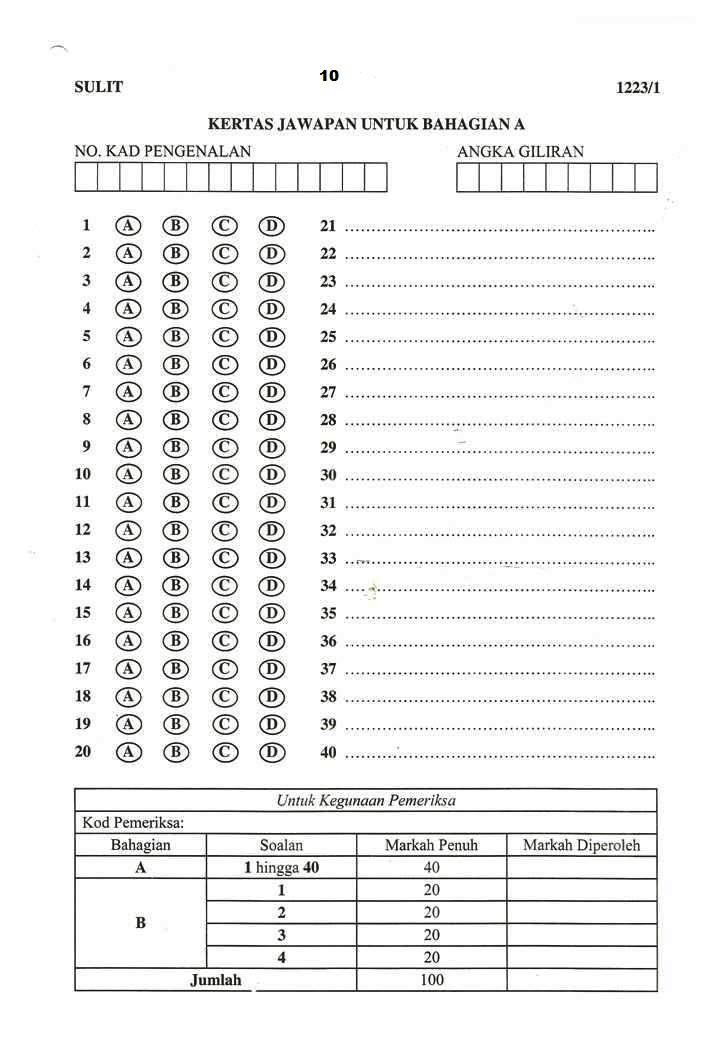 10
SULIT 1223/1
KERTAS JAWAPAN UNTUK BAHAGIAN A
NO. KAD PENGENALAN ANGKA GILIRAN
1 A B C D 21 ..............................................................
2 A B C D 22 ..............................................................
3 A B C D 23 ..............................................................
4 A B C D 24 ..............................................................
5 A B C D 25 ..............................................................
6 A B C D 26 ..............................................................
7 A B C D 27 ..............................................................
8 A B C D 28 ..............................................................
9 A B C D 29 ..............................................................
10 A B C D 30 ..............................................................
11 A B C D 31 ..............................................................
12 A B C D 32 ..............................................................
13 A B C D 33 ..............................................................
14 A B C D 34 ..............................................................
15 A B C D 35 ..............................................................
16 A B C D 36 ..............................................................
17 A B C D 37 ..............................................................
18 A B C D 38 ..............................................................
19 A B C D 39 ..............................................................
20 A B C D 40 ..............................................................
Untuk Kegunaan Pemeriksa
Kod Pemeriksa:
Bahagian Soalan Markah Penuh Markah Diperoleh
A 1 hingga 40 40
B 1 20
2 20
3 20
4 20
Jumlah 100